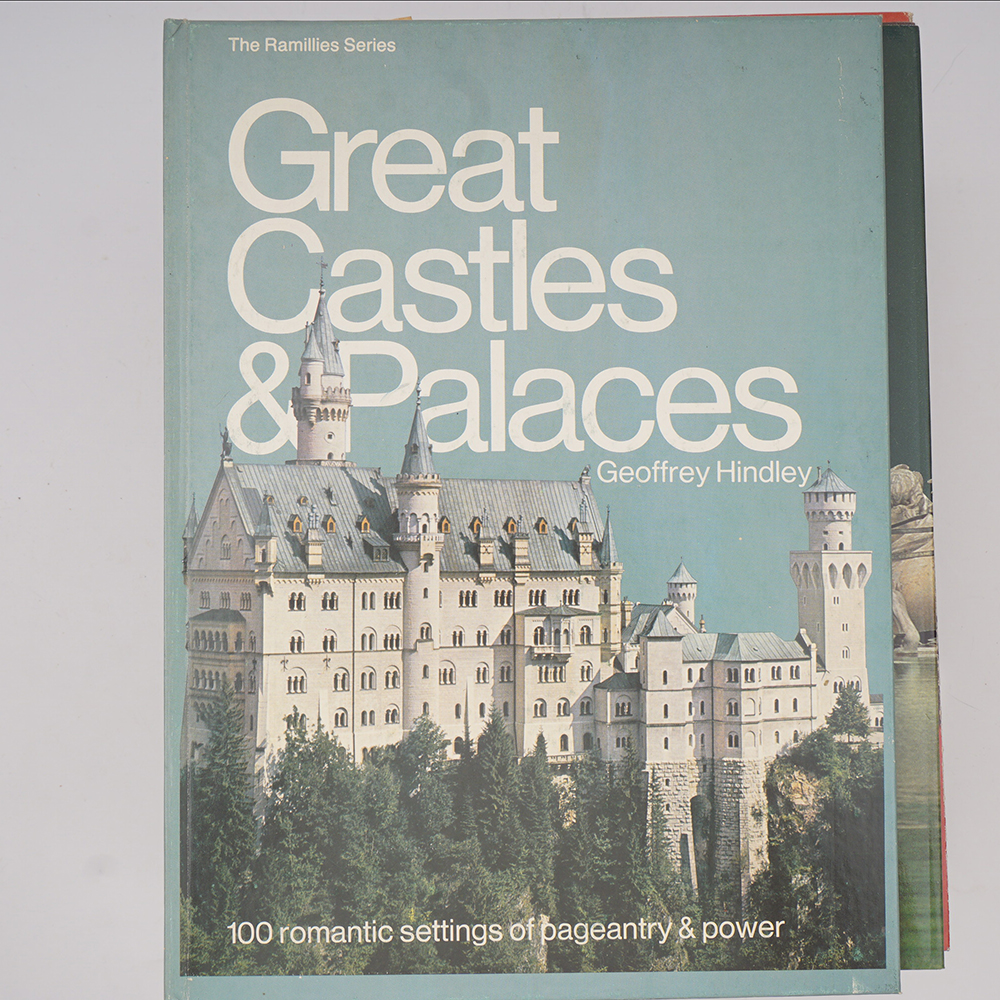 The Ramillies Series
Great
Castles
& Palaces
Geoffrey Hindley
100 romantic settings of pageantry & power